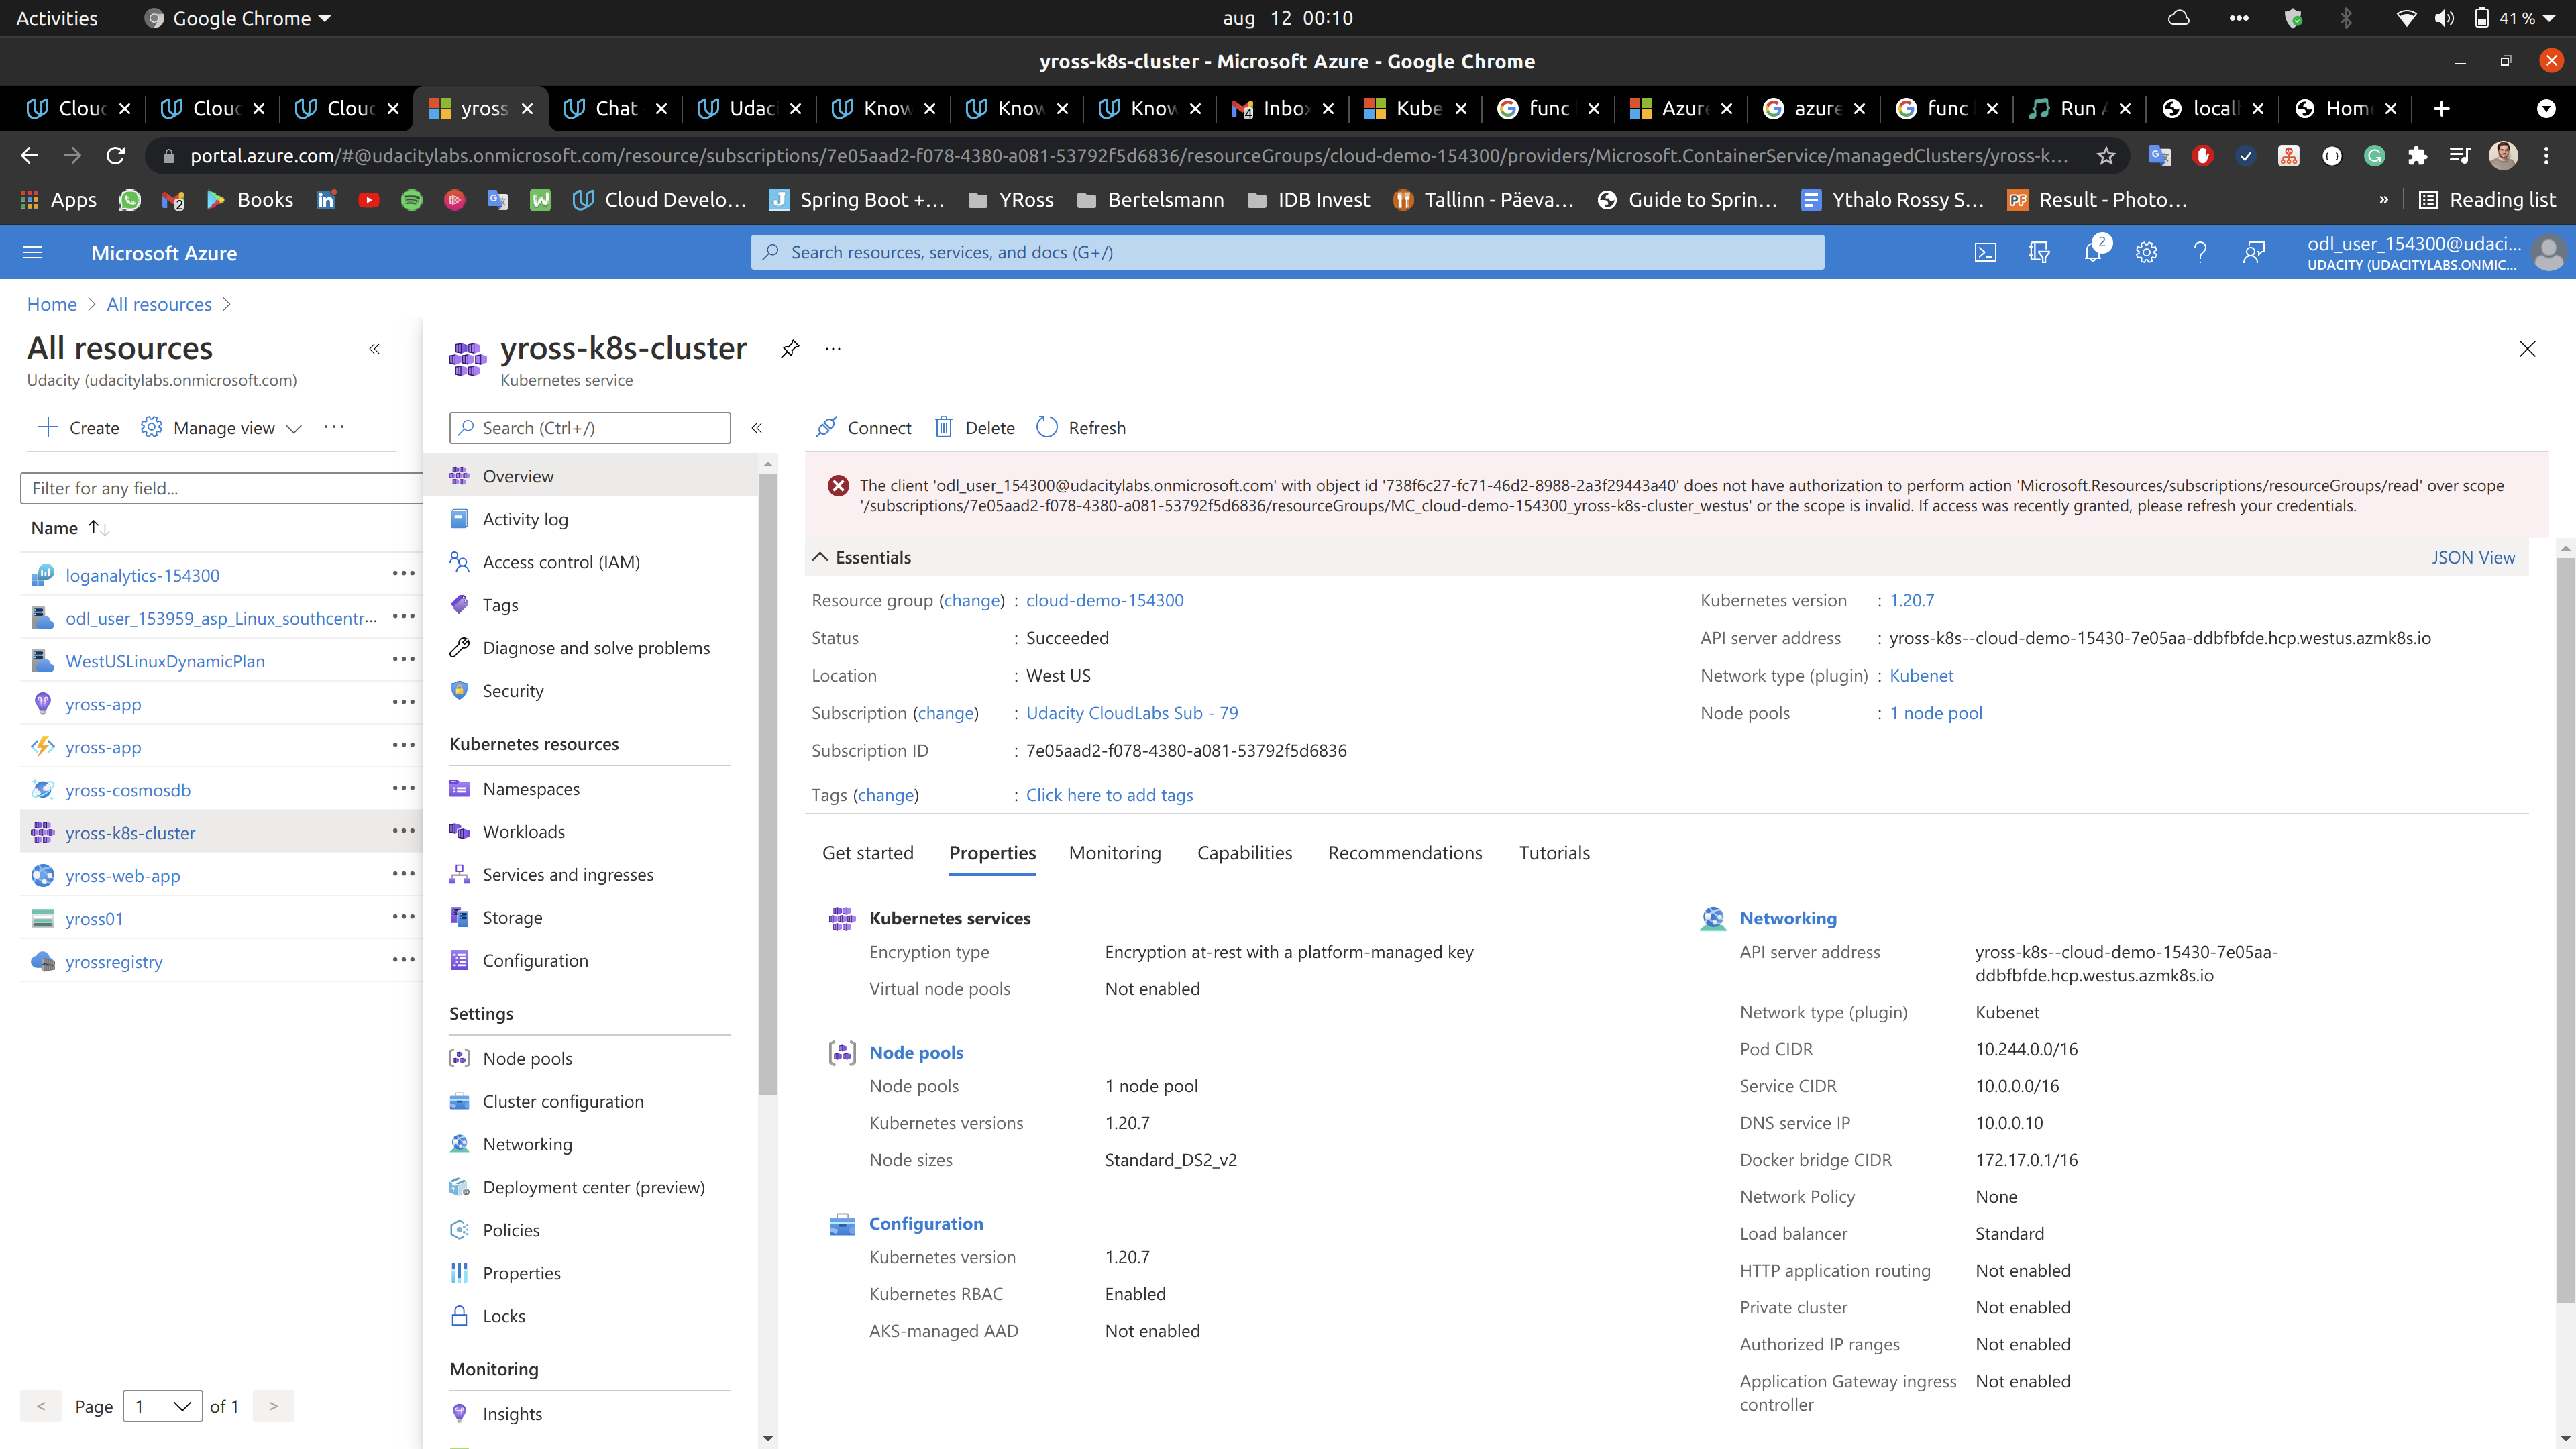 Activities
Google Chrome
aug 12 00:10
41 %
yross-k8s-cluster - Microsoft Azure - Google Chrome
Clou
Clou
Clou
yross
Chat
Udac
Know
Know
Know
Inbox
Kube
func
Azure
azure
func
Run A
locall
Home
portal.azure.com/#@udacitylabs.onmicrosoft.com/resource/subscriptions/7e05aad2-f078-4380-a081-53792f5d6836/resourceGroups/cloud-demo-154300/providers/Microsoft.ContainerService/managedClusters/yross-k...
Apps
Books
Cloud Develo...
Spring Boot +...
YRoss
Bertelsmann
IDB Invest
Tallinn - Päeva...
Guide to Sprin...
Ythalo Rossy S...
Result - Photo...
»
Reading list
Microsoft Azure
Search resources, services, and docs (G+/)
2
odl_user_154300@udaci...
UDACITY (UDACITYLABS.ONMIC...
Home > All resources >
All resources
Udacity (udacitylabs.onmicrosoft.com)
Create
Manage view
Filter for any field...
Name
loganalytics-154300
odl_user_153959_asp_Linux_southcentr...
WestUSLinuxDynamicPlan
yross-app
yross-app
yross-cosmosdb
yross-k8s-cluster
yross-web-app
yross01
yrossregistry
< Page 1 of 1 >
yross-k8s-cluster
Kubernetes service
Search (Ctrl+/)
Overview
Activity log
Access control (IAM)
Tags
Diagnose and solve problems
Security
Kubernetes resources
Namespaces
Workloads
Services and ingresses
Storage
Configuration
Settings
Node pools
Cluster configuration
Networking
Deployment center (preview)
Policies
Properties
Locks
Monitoring
Insights
Connect
Delete
Refresh
The client 'odl_user_154300@udacitylabs.onmicrosoft.com' with object id '738f6c27-fc71-46d2-8988-2a3f29443a40' does not have authorization to perform action 'Microsoft.Resources/subscriptions/resourceGroups/read' over scope
'/subscriptions/7e05aad2-f078-4380-a081-53792f5d6836/resourceGroups/MC_cloud-demo-154300_yross-k8s-cluster_westus' or the scope is invalid. If access was recently granted, please refresh your credentials.
Essentials
JSON View
Resource group (change) : cloud-demo-154300
Status : Succeeded
Location : West US
Subscription (change) : Udacity CloudLabs Sub - 79
Subscription ID : 7e05aad2-f078-4380-a081-53792f5d6836
Tags (change) : Click here to add tags
Kubernetes version : 1.20.7
API server address : yross-k8s--cloud-demo-15430-7e05aa-ddbfbfde.hcp.westus.azmk8s.io
Network type (plugin) : Kubenet
Node pools : 1 node pool
Get started
Properties
Monitoring
Capabilities
Recommendations
Tutorials
Kubernetes services
Encryption type Encryption at-rest with a platform-managed key
Virtual node pools Not enabled
Node pools
Node pools 1 node pool
Kubernetes versions 1.20.7
Node sizes Standard_DS2_v2
Configuration
Kubernetes version 1.20.7
Kubernetes RBAC Enabled
AKS-managed AAD Not enabled
Networking
API server address yross-k8s--cloud-demo-15430-7e05aa-
ddbfbfde.hcp.westus.azmk8s.io
Network type (plugin) Kubenet
Pod CIDR 10.244.0.0/16
Service CIDR 10.0.0.0/16
DNS service IP 10.0.0.10
Docker bridge CIDR 172.17.0.1/16
Network Policy None
Load balancer Standard
HTTP application routing Not enabled
Private cluster Not enabled
Authorized IP ranges Not enabled
Application Gateway ingress Not enabled
controller